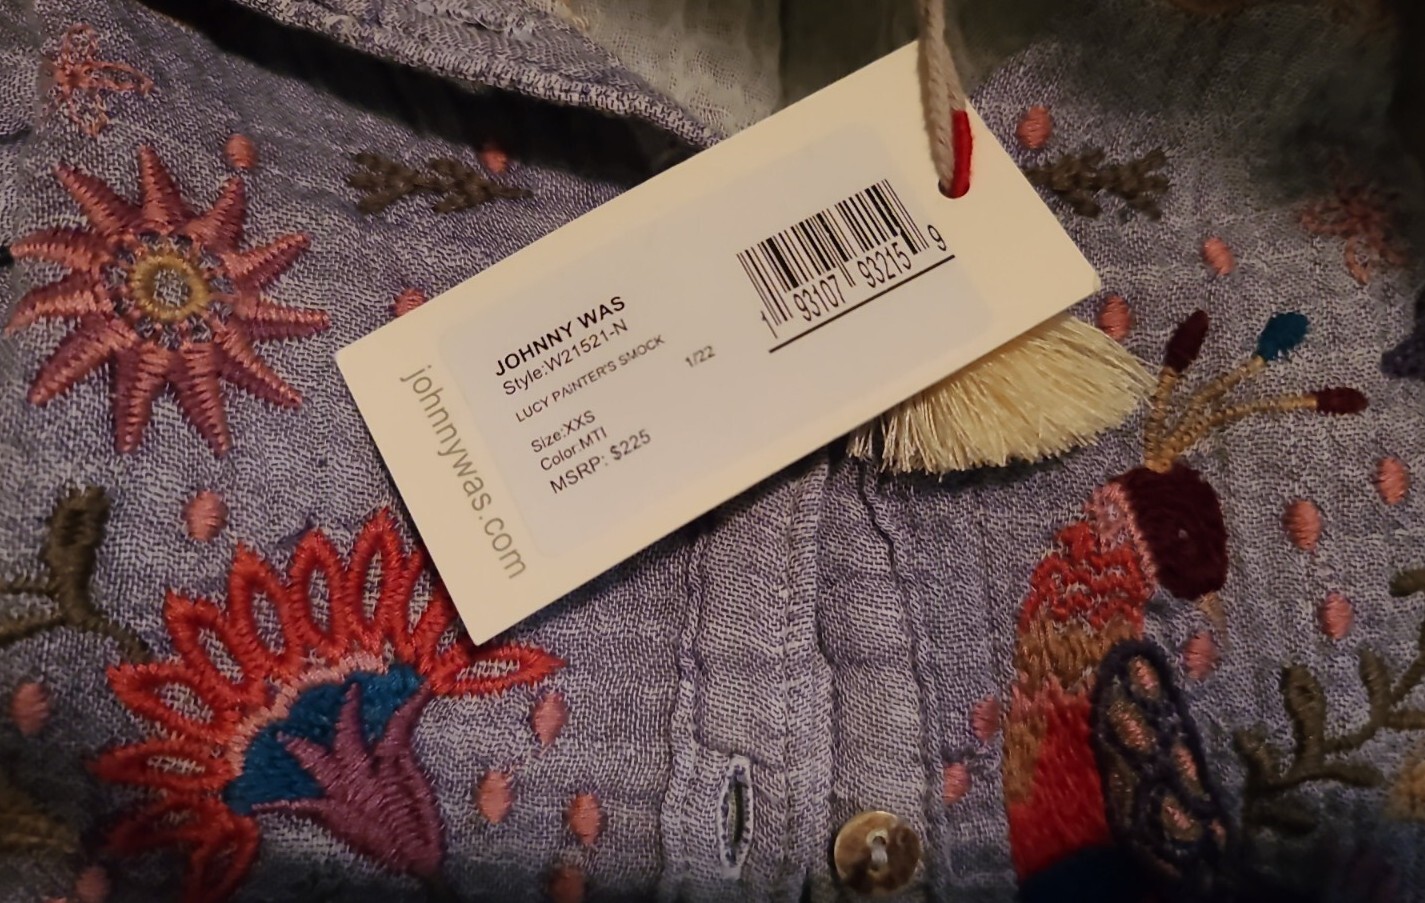 JOHNNY WAS
Style:W21521-N
LUCY PAINTER'S SMOCK
1/22
Size:XXS
Color:MTI
MSRP: $225
1 93107 93215 9
johnnywas.com